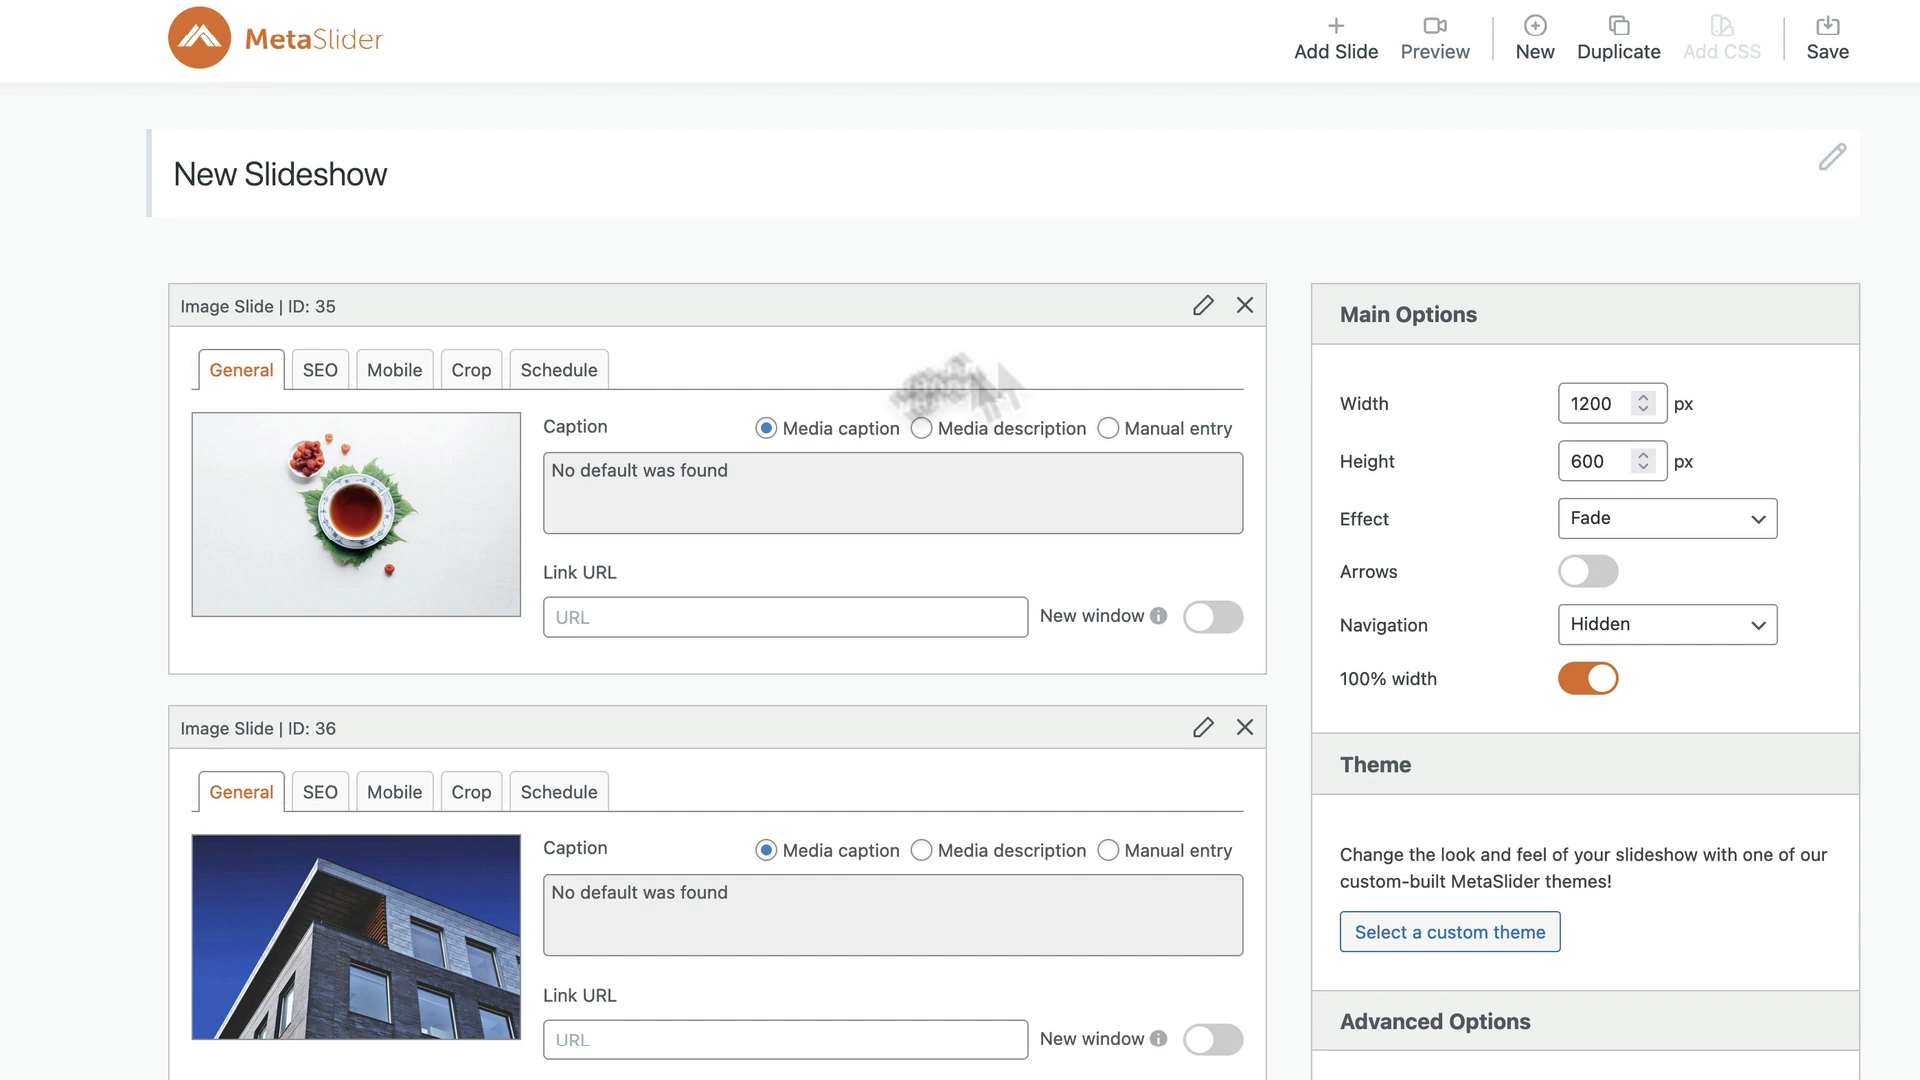 MetaSlider
Add Slide Preview New Duplicate Add CSS Save
New Slideshow
Image Slide | ID: 35
General SEO Mobile Crop Schedule
Caption Media caption Media description Manual entry
No default was found
Link URL
URL New window
Image Slide | ID: 36
General SEO Mobile Crop Schedule
Caption Media caption Media description Manual entry
No default was found
Link URL
URL New window
Main Options
Width 1200 px
Height 600 px
Effect Fade
Arrows
Navigation Hidden
100% width
Theme
Change the look and feel of your slideshow with one of our
custom-built MetaSlider themes!
Select a custom theme
Advanced Options